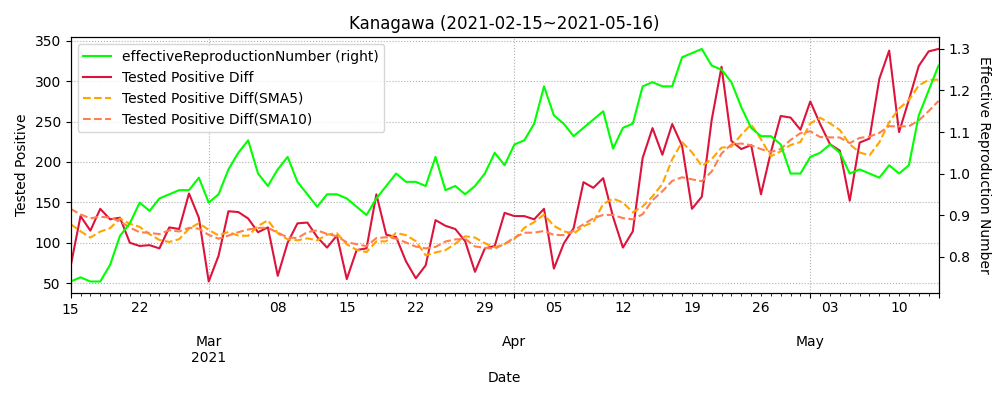 Kanagawa (2021-02-15~2021-05-16)
effectiveReproductionNumber (right)
Tested Positive Diff
Tested Positive Diff(SMA5)
Tested Positive Diff(SMA10)
Tested Positive
350
300
250
200
150
100
50
1.3
1.2
1.1
1.0
0.9
0.8
Effective Reproduction Number
15
22
08
15
22
29
05
12
19
26
03
10
Mar
2021
Apr
May
Date